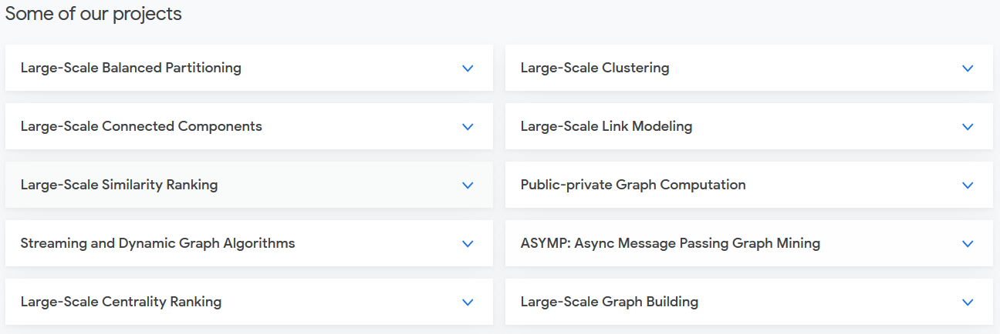 Some of our projects
Large-Scale Balanced Partitioning
Large-Scale Clustering
Large-Scale Connected Components
Large-Scale Link Modeling
Large-Scale Similarity Ranking
Public-private Graph Computation
Streaming and Dynamic Graph Algorithms
ASYMP: Async Message Passing Graph Mining
Large-Scale Centrality Ranking
Large-Scale Graph Building